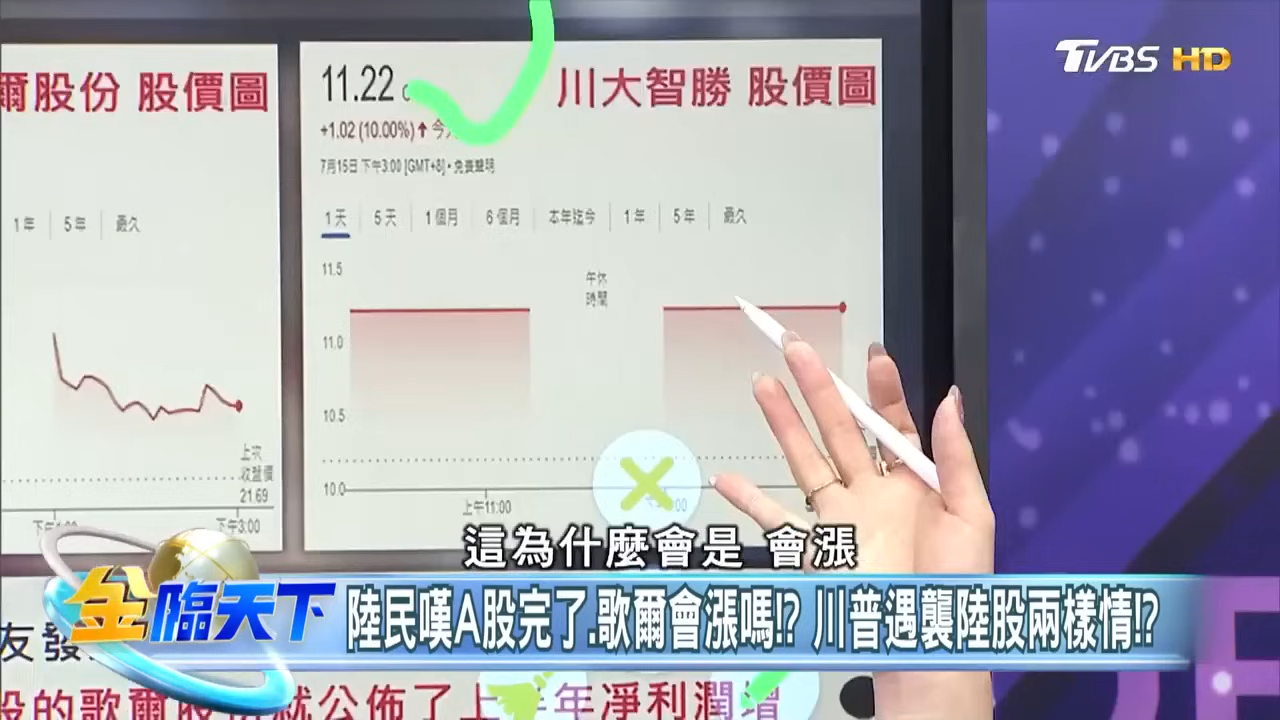 TVBS HD
爾股份 股價圖
1年 5年 最久
上次
收盤價
21.69
下午3:00
11.22
川大智勝 股價圖
+1.02 (10.00%) ↑ 今
7月15日 下午3:00 [GMT+8] • 免責聲明
1天 5天 1個月 6個月 本年迄今 1年 5年 最久
11.5
午休
時間
11.0
10.5
10.0
上午11:00
這為什麼會是 會漲
金臨天下
陸民嘆A股完了.歌爾會漲嗎!? 川普遇襲陸股兩樣情!?
友發
股的歌爾股份就公佈了上半年凈利潤增